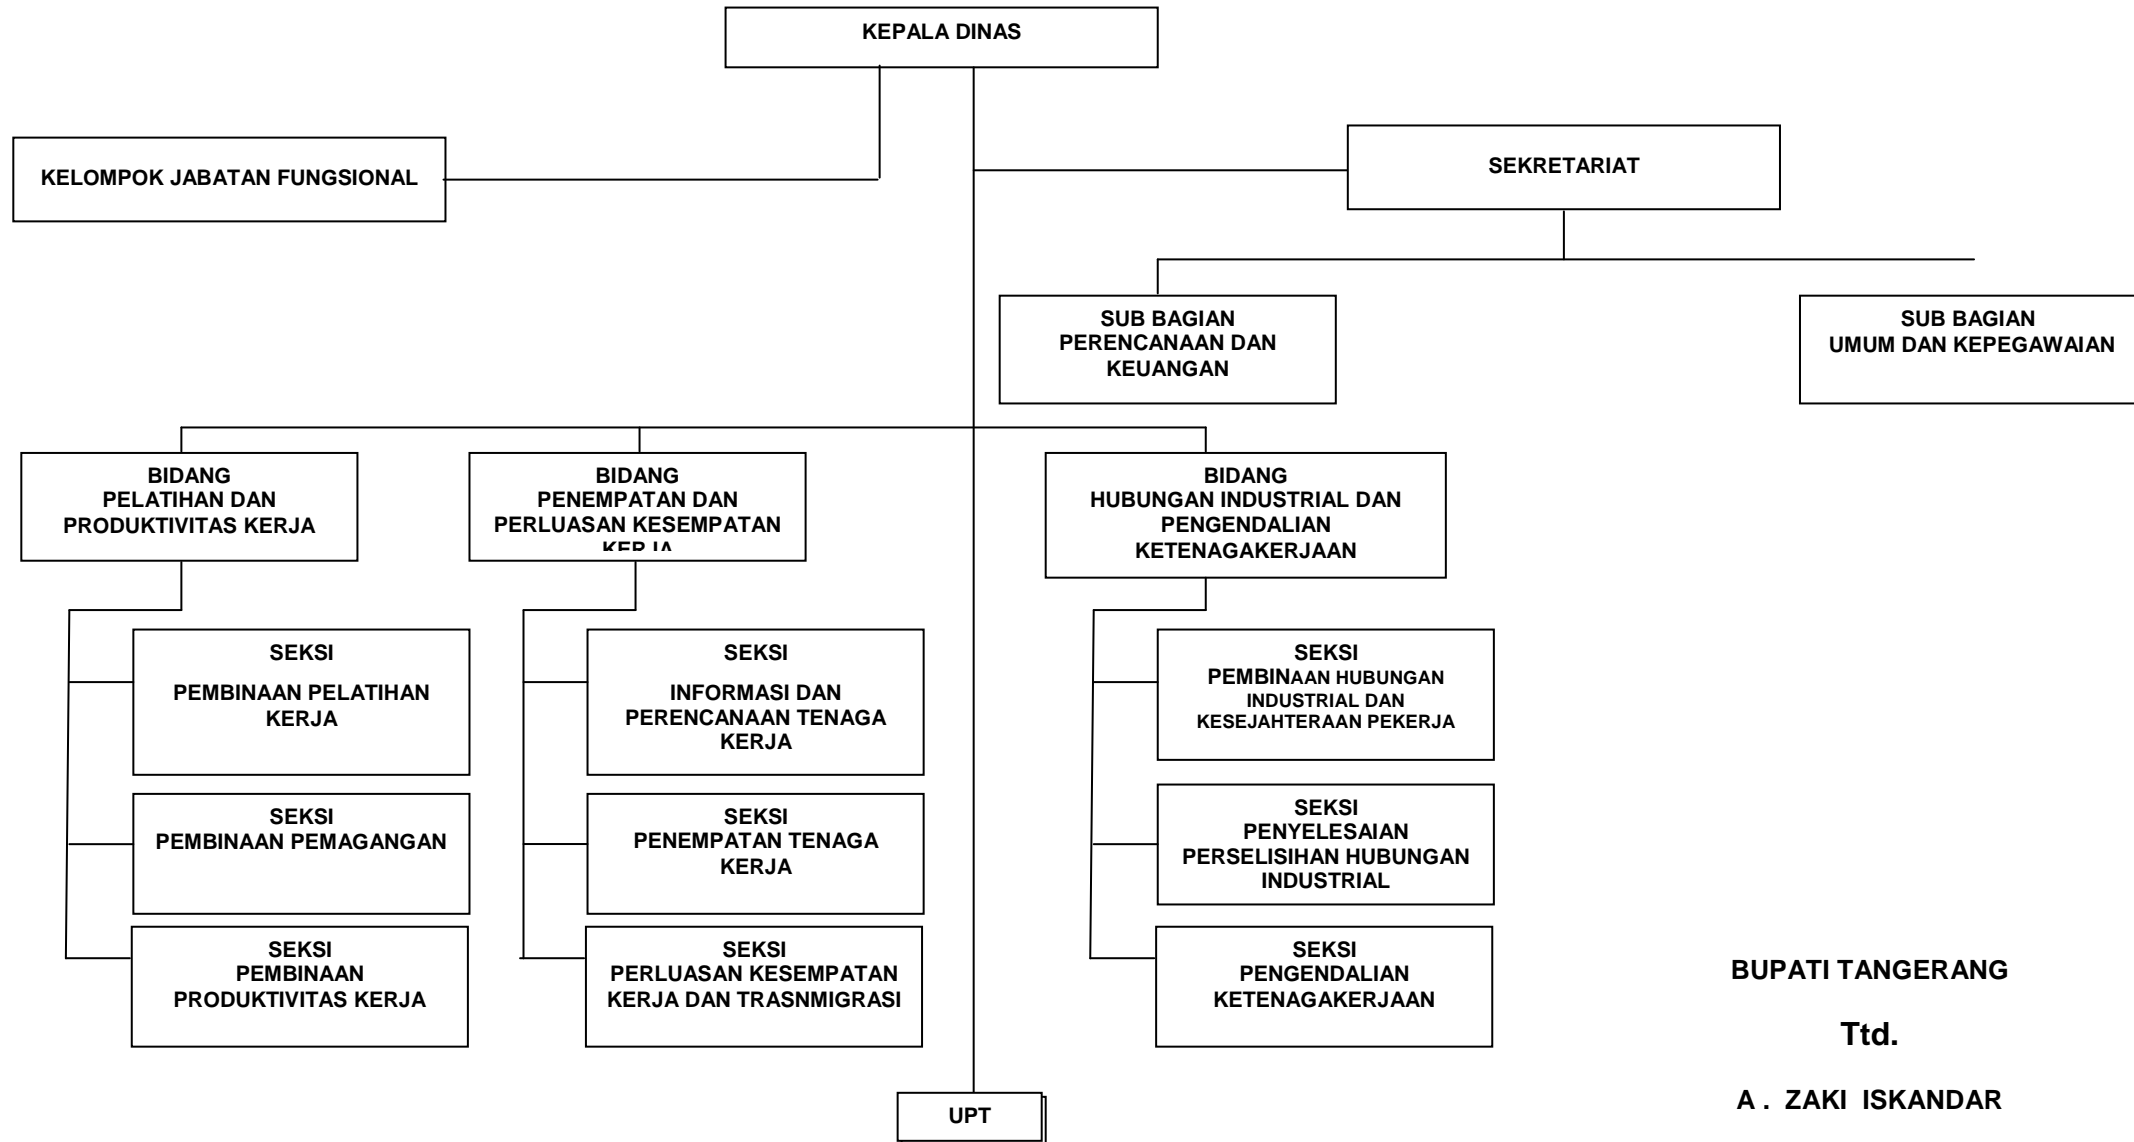 KEPALA DINAS
KELOMPOK JABATAN FUNGSIONAL
SEKRETARIAT
SUB BAGIAN
PERENCANAAN DAN
KEUANGAN
SUB BAGIAN
UMUM DAN KEPEGAWAIAN
BIDANG
PELATIHAN DAN
PRODUKTIVITAS KERJA
BIDANG
PENEMPATAN DAN
PERLUASAN KESEMPATAN
KERJA
BIDANG
HUBUNGAN INDUSTRIAL DAN
PENGENDALIAN
KETENAGAKERJAAN
SEKSI
PEMBINAAN PELATIHAN
KERJA
SEKSI
PEMBINAAN PEMAGANGAN
SEKSI
PEMBINAAN
PRODUKTIVITAS KERJA
SEKSI
INFORMASI DAN
PERENCANAAN TENAGA
KERJA
SEKSI
PENEMPATAN TENAGA
KERJA
SEKSI
PERLUASAN KESEMPATAN
KERJA DAN TRASNMIGRASI
SEKSI
PEMBINAAN HUBUNGAN
INDUSTRIAL DAN
KESEJAHTERAAN PEKERJA
SEKSI
PENYELESAIAN
PERSELISIHAN HUBUNGAN
INDUSTRIAL
SEKSI
PENGENDALIAN
KETENAGAKERJAAN
UPT
BUPATI TANGERANG
Ttd.
A . ZAKI ISKANDAR